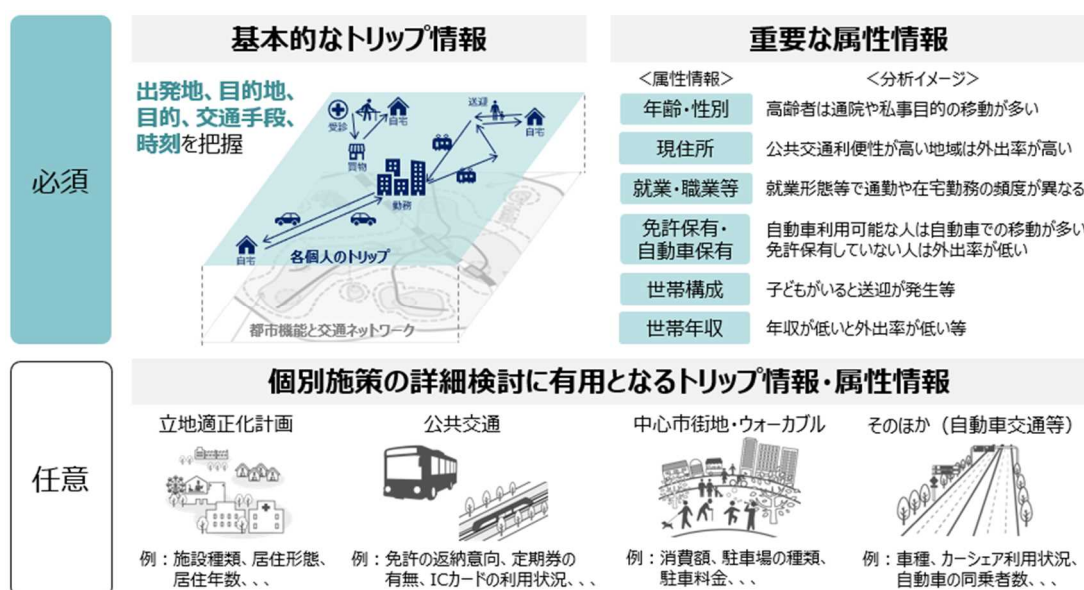 必須
基本的なトリップ情報
出発地、目的地、
目的、交通手段、
時刻を把握
受診
自宅
送迎
自宅
買物
勤務
自宅
各個人のトリップ
都市機能と交通ネットワーク
重要な属性情報
<属性情報>
<分析イメージ>
年齢・性別
高齢者は通院や私事目的の移動が多い
現住所
公共交通利便性が高い地域は外出率が高い
就業・職業等
就業形態等で通勤や在宅勤務の頻度が異なる
免許保有・
自動車保有
自動車利用可能な人は自動車での移動が多い
免許保有していない人は外出率が低い
世帯構成
子どもがいると送迎が発生等
世帯年収
年収が低いと外出率が低い等
任意
個別施策の詳細検討に有用となるトリップ情報・属性情報
立地適正化計画
例：施設種類、居住形態、
居住年数、、、
公共交通
例：免許の返納意向、定期券の
有無、ICカードの利用状況、、、
中心市街地・ウォーカブル
例：消費額、駐車場の種類、
駐車料金、、、
そのほか（自動車交通等）
例：車種、カーシェア利用状況、
自動車の同乗者数、、、